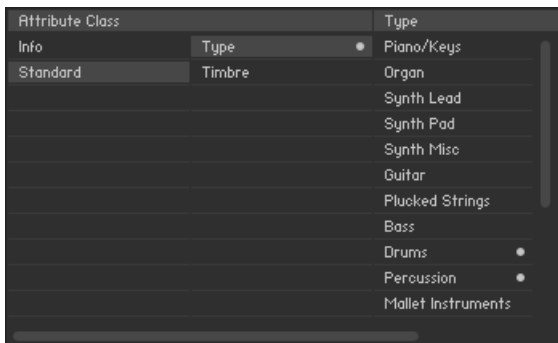 Attribute Class
Type
Info
Type
Piano/Keys
Standard
Timbre
Organ
Synth Lead
Synth Pad
Synth Misc
Guitar
Plucked Strings
Bass
Drums
Percussion
Mallet Instruments